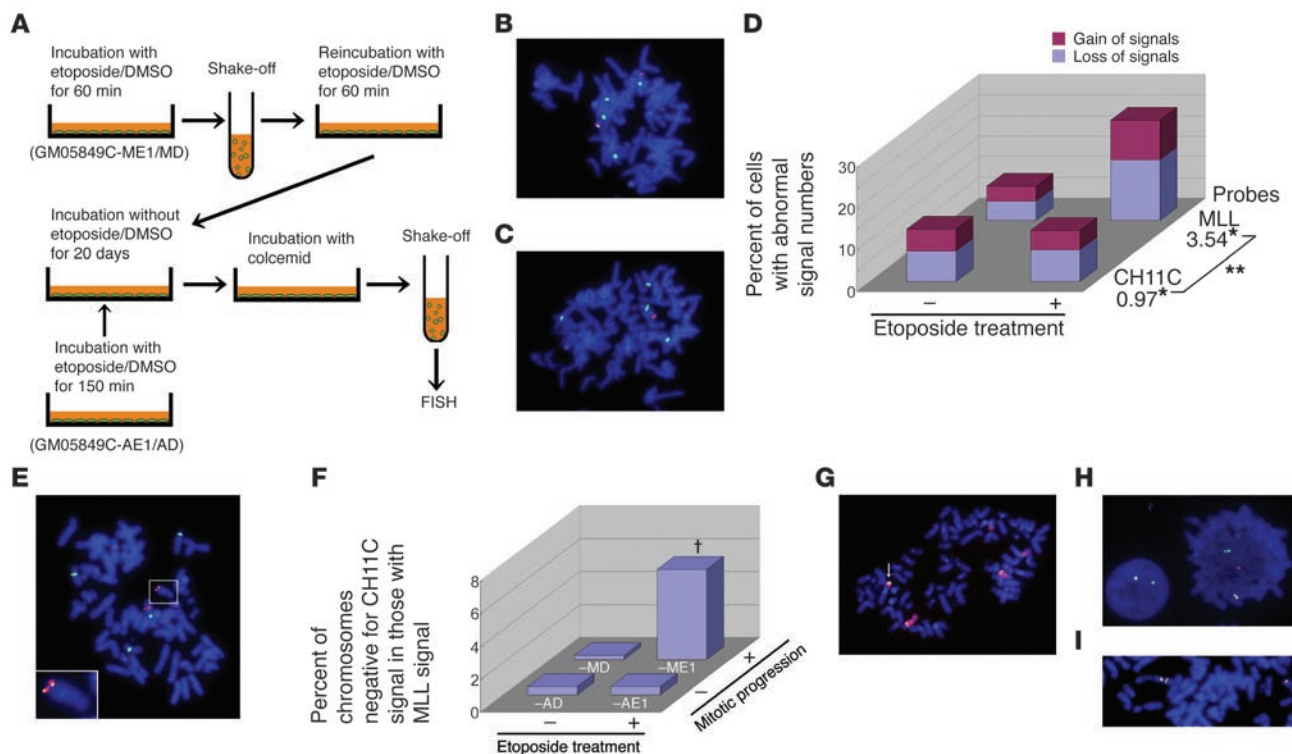 A
Incubation with
etoposide/DMSO
for 60 min
Shake-off
Reincubation with
etoposide/DMSO
for 60 min
(GM05849C-ME1/MD)
Incubation without
etoposide/DMSO
for 20 days
Incubation with
colcemid
Shake-off
Incubation with
etoposide/DMSO
for 150 min
FISH
(GM05849C-AE1/AD)
B
C
D
Gain of signals
Loss of signals
Percent of cells
with abnormal
signal numbers
30
20
10
0
Probes
MLL
3.54*
**
CH11C
0.97*
– +
Etoposide treatment
E
F
Percent of
chromosomes
negative for CH11C
signal in those with
MLL signal
8
6
4
2
0
†
–MD
–ME1
–AD
–AE1
– +
Etoposide treatment
– +
Mitotic progression
G
H
I